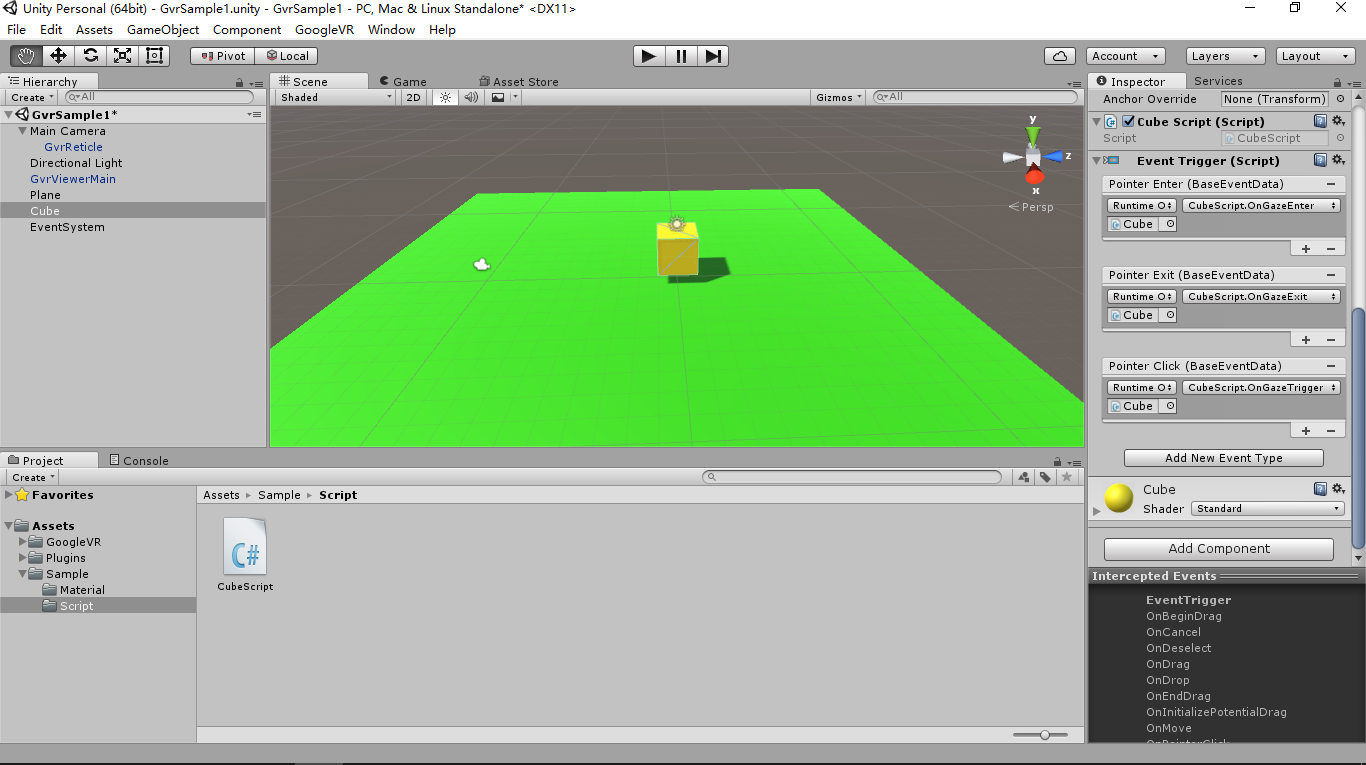 Unity Personal (64bit) - GvrSample1.unity - GvrSample1 - PC, Mac & Linux Standalone* <DX11>
File Edit Assets GameObject Component GoogleVR Window Help
Pivot Local Account Layers Layout
Hierarchy
Create All
GvrSample1*
Main Camera
GvrReticle
Directional Light
GvrViewerMain
Plane
Cube
EventSystem
Scene Game Asset Store
Shaded 2D Gizmos All
y
z
x
Persp
Inspector Services
Anchor Override None (Transform)
Cube Script (Script)
Script CubeScript
Event Trigger (Script)
Pointer Enter (BaseEventData)
Runtime O CubeScript.OnGazeEnter
Cube
Pointer Exit (BaseEventData)
Runtime O CubeScript.OnGazeExit
Cube
Pointer Click (BaseEventData)
Runtime O CubeScript.OnGazeTrigger
Cube
Add New Event Type
Cube
Shader Standard
Add Component
Intercepted Events
EventTrigger
OnBeginDrag
OnCancel
OnDeselect
OnDrag
OnDrop
OnEndDrag
OnInitializePotentialDrag
OnMove
OnPointerClick
Project Console
Create
Favorites
Assets
GoogleVR
Plugins
Sample
Material
Script
Assets Sample Script
C#
CubeScript